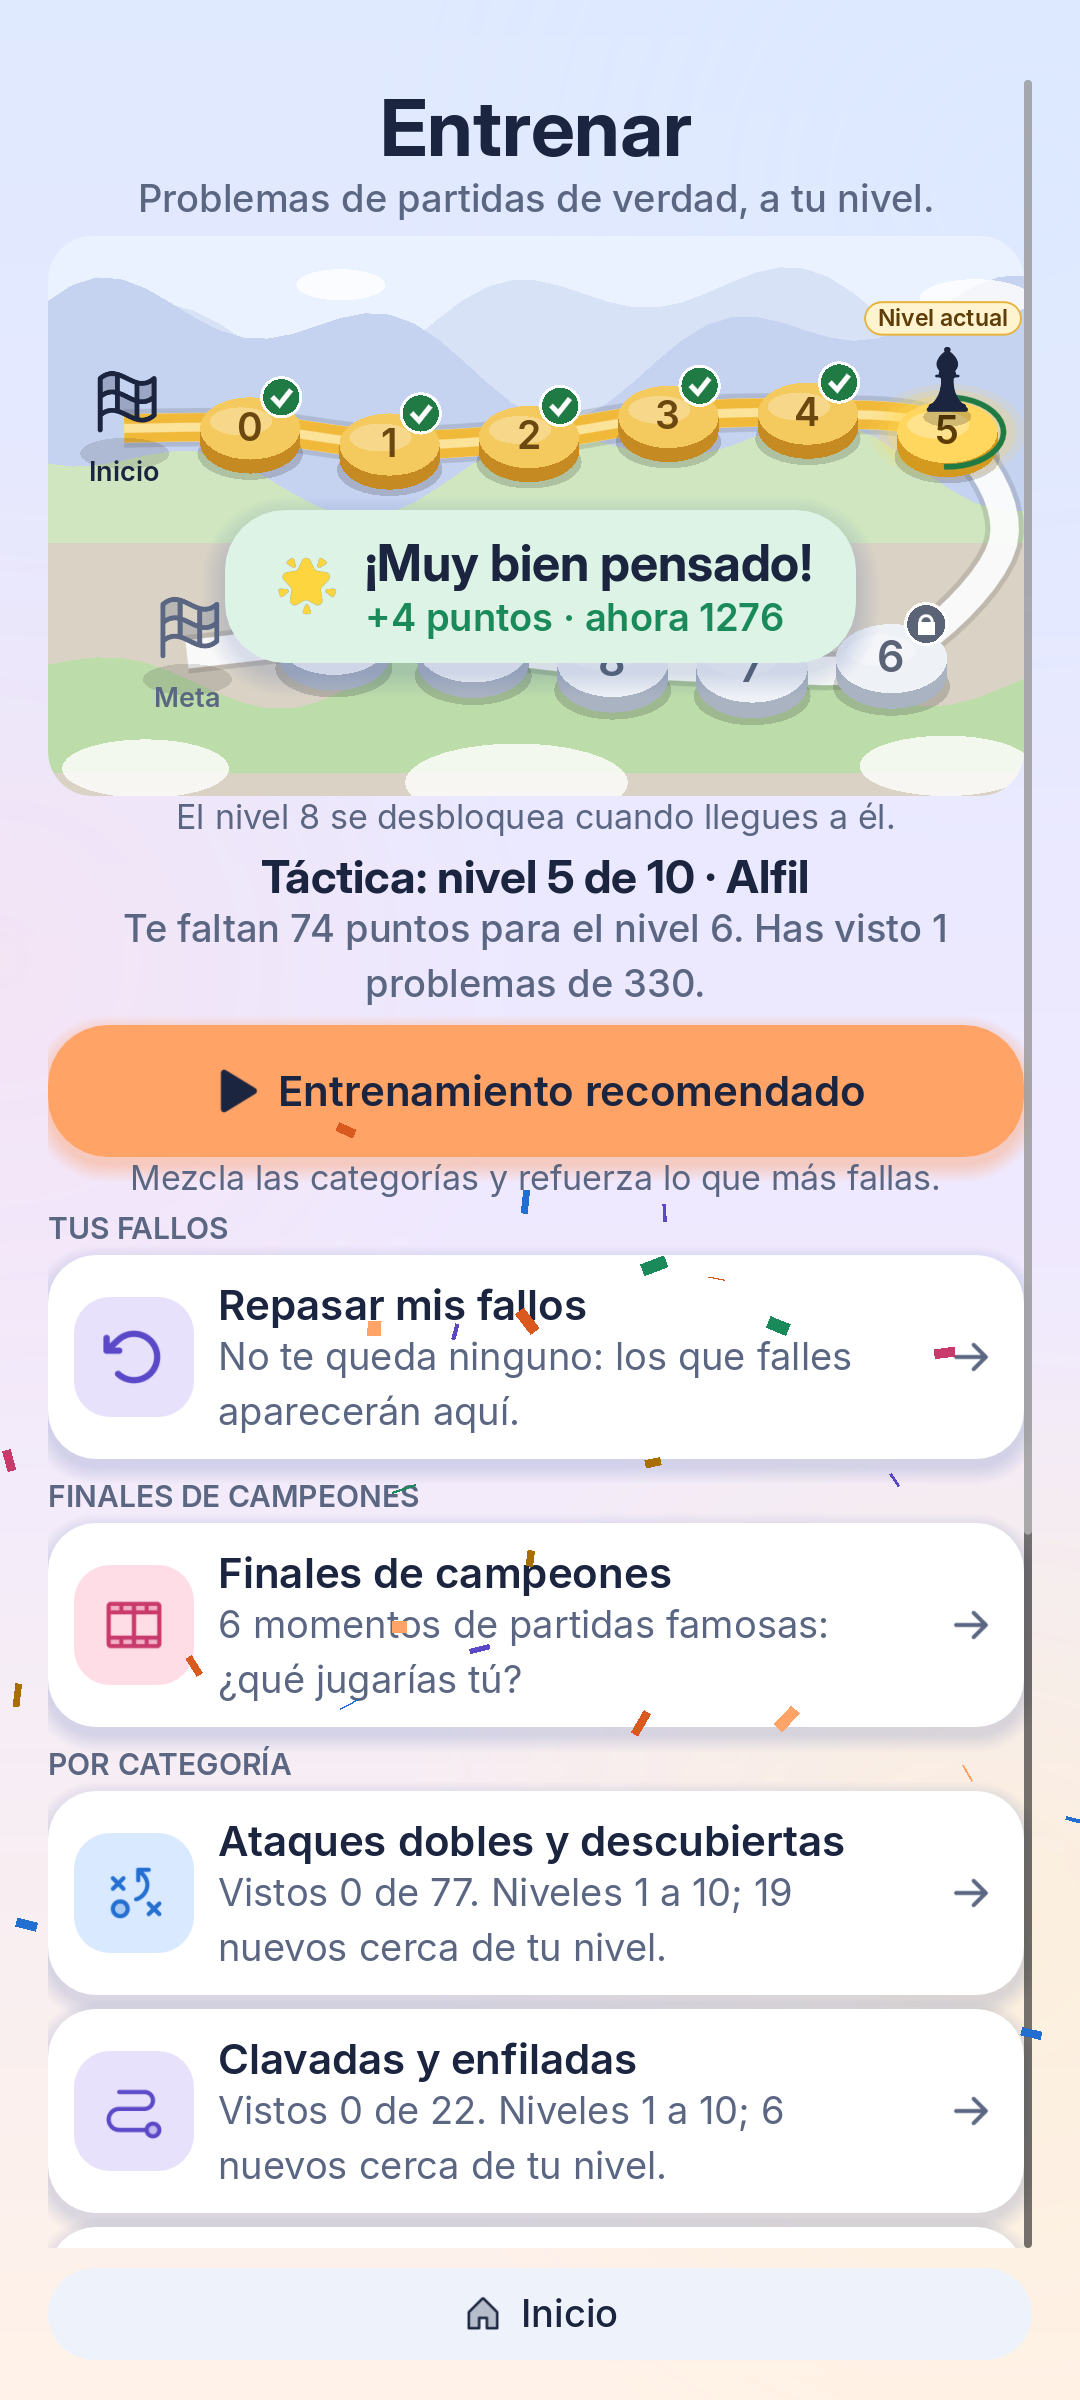 Entrenar
Problemas de partidas de verdad, a tu nivel.
Nivel actual
0
1
2
3
4
5
Inicio
¡Muy bien pensado!
+4 puntos · ahora 1276
Meta
8
7
6
El nivel 8 se desbloquea cuando llegues a él.
Táctica: nivel 5 de 10 · Alfil
Te faltan 74 puntos para el nivel 6. Has visto 1
problemas de 330.
Entrenamiento recomendado
Mezcla las categorías y refuerza lo que más fallas.
TUS FALLOS
Repasar mis fallos
No te queda ninguno: los que falles
aparecerán aquí.
FINALES DE CAMPEONES
Finales de campeones
6 momentos de partidas famosas:
¿qué jugarías tú?
POR CATEGORÍA
Ataques dobles y descubiertas
Vistos 0 de 77. Niveles 1 a 10; 19
nuevos cerca de tu nivel.
Clavadas y enfiladas
Vistos 0 de 22. Niveles 1 a 10; 6
nuevos cerca de tu nivel.
Inicio